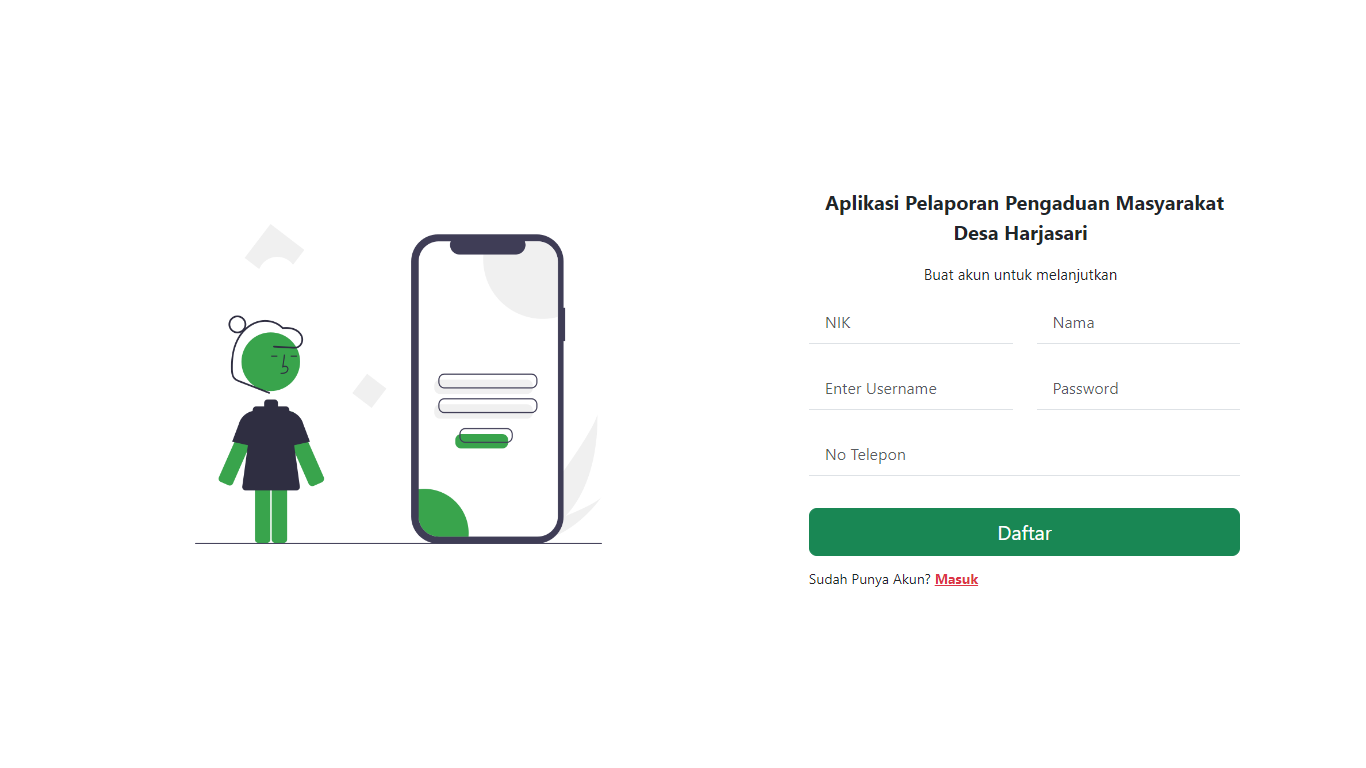 Aplikasi Pelaporan Pengaduan Masyarakat
Desa Harjasari
Buat akun untuk melanjutkan
NIK
Nama
Enter Username
Password
No Telepon
Daftar
Sudah Punya Akun? Masuk